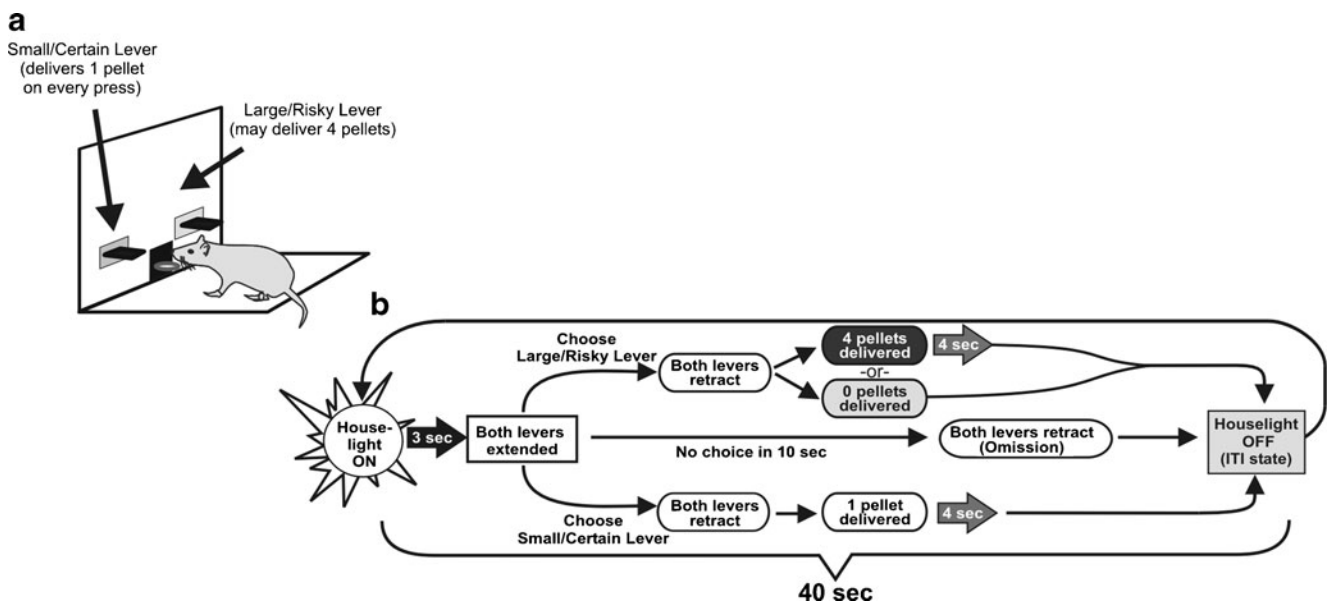 a
Small/Certain Lever
(delivers 1 pellet
on every press)
Large/Risky Lever
(may deliver 4 pellets)
b
Choose
Large/Risky Lever
Both levers
retract
4 pellets
delivered
4 sec
-or-
0 pellets
delivered
House-
light
ON
3 sec
Both levers
extended
No choice in 10 sec
Both levers retract
(Omission)
Houselight
OFF
(ITI state)
Choose
Small/Certain Lever
Both levers
retract
1 pellet
delivered
4 sec
40 sec